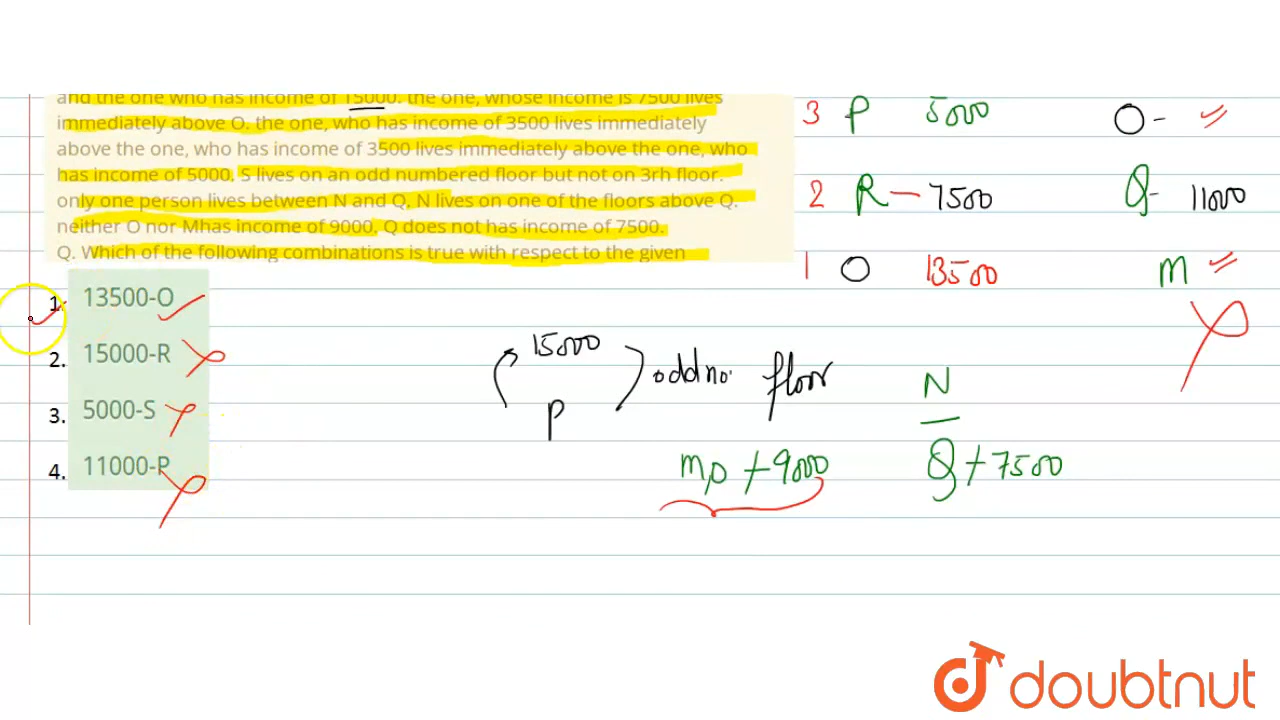 and the one who has income of 15000. the one, whose income is 7500 lives
immediately above O. the one, who has income of 3500 lives immediately
above the one, who has income of 3500 lives immediately above the one, who
has income of 5000. S lives on an odd numbered floor but not on 3rh floor.
only one person lives between N and Q, N lives on one of the floors above Q.
neither O nor Mhas income of 9000, Q does not has income of 7500.
Q. Which of the following combinations is true with respect to the given
1. 13500-O
2. 15000-R
3. 5000-S
4. 11000-P
3 P 5000 O-
2 R - 7500 Q- 11000
1 O 13500 M
15000
P
odd no. floor
N
Q + 7500
M,O + 9000
doubtnut